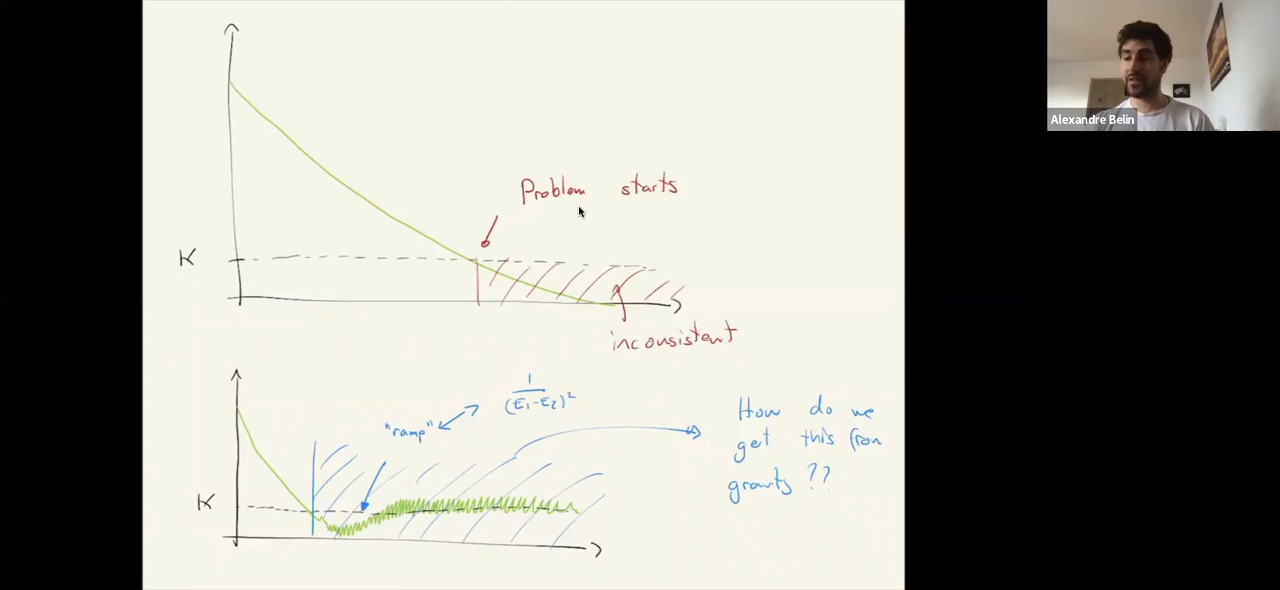 Alexandre Belin
Problem starts
K
inconsistent
1
(E₁-E₂)²
"ramp"
How do we
get this from
gravity ??
K